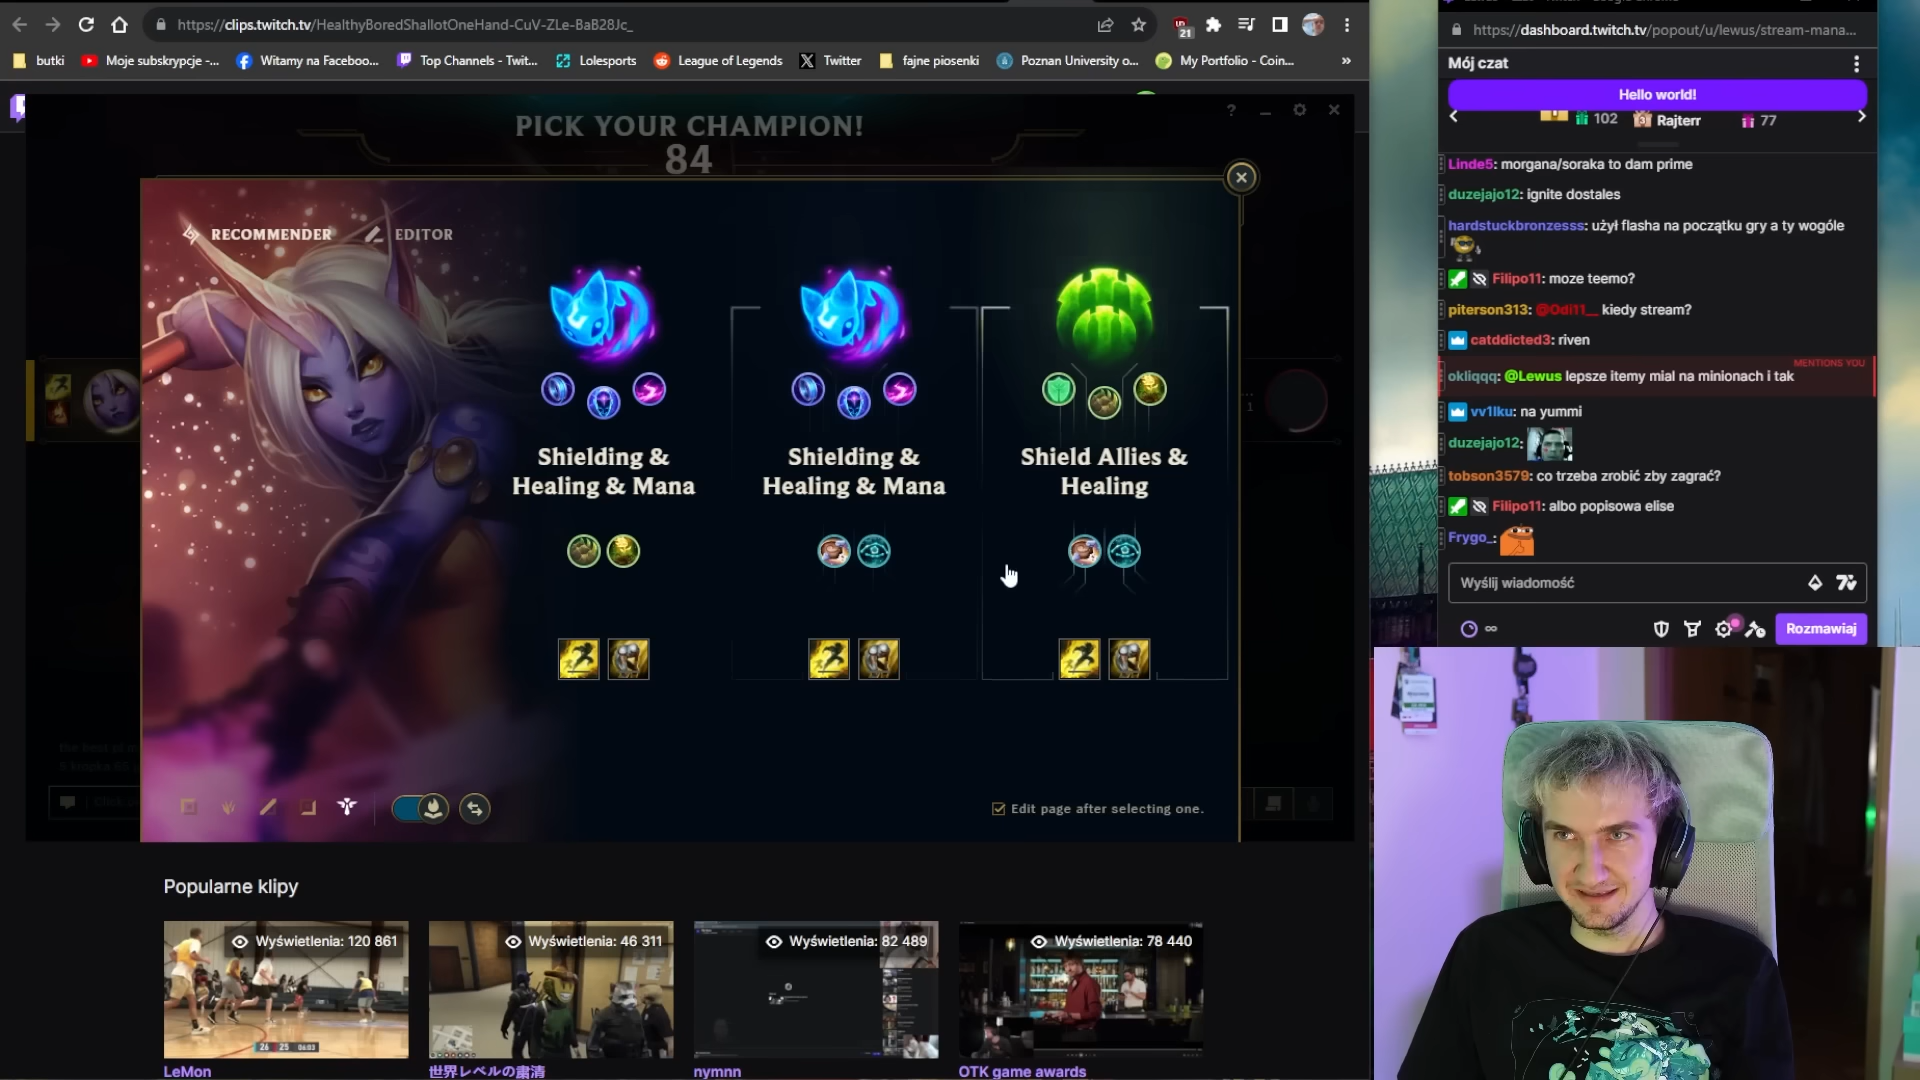 https://clips.twitch.tv/HealthyBoredShallotOneHand-CuV-ZLe-BaB28Jc_
21
butki
Moje subskrypcje -...
Witamy na Faceboo...
Top Channels - Twit...
Lolesports
League of Legends
Twitter
fajne piosenki
Poznan University o...
My Portfolio - Coin...
»
PICK YOUR CHAMPION!
84
?
RECOMMENDER
EDITOR
Shielding &
Healing & Mana
Shielding &
Healing & Mana
Shield Allies &
Healing
Edit page after selecting one.
Popularne klipy
Wyświetlenia: 120 861
Wyświetlenia: 46 311
Wyświetlenia: 82 489
Wyświetlenia: 78 440
26 25 06:03
LeMon
世界レベルの粛清
nymnn
OTK game awards
https://dashboard.twitch.tv/popout/u/lewus/stream-mana...
Mój czat
Hello world!
102
Rajterr
77
Linde5: morgana/soraka to dam prime
duzejajo12: ignite dostales
hardstuckbronzesss: użył flasha na początku gry a ty wogóle
Filipo11: moze teemo?
piterson313: @Odi11__ kiedy stream?
catddicted3: riven
MENTIONS YOU
okliqqq: @Lewus lepsze itemy mial na minionach i tak
vv1lku: na yummi
duzejajo12:
tobson3579: co trzeba zrobić zby zagrać?
Filipo11: albo popisowa elise
Frygo_:
Wyślij wiadomość
∞
Rozmawiaj